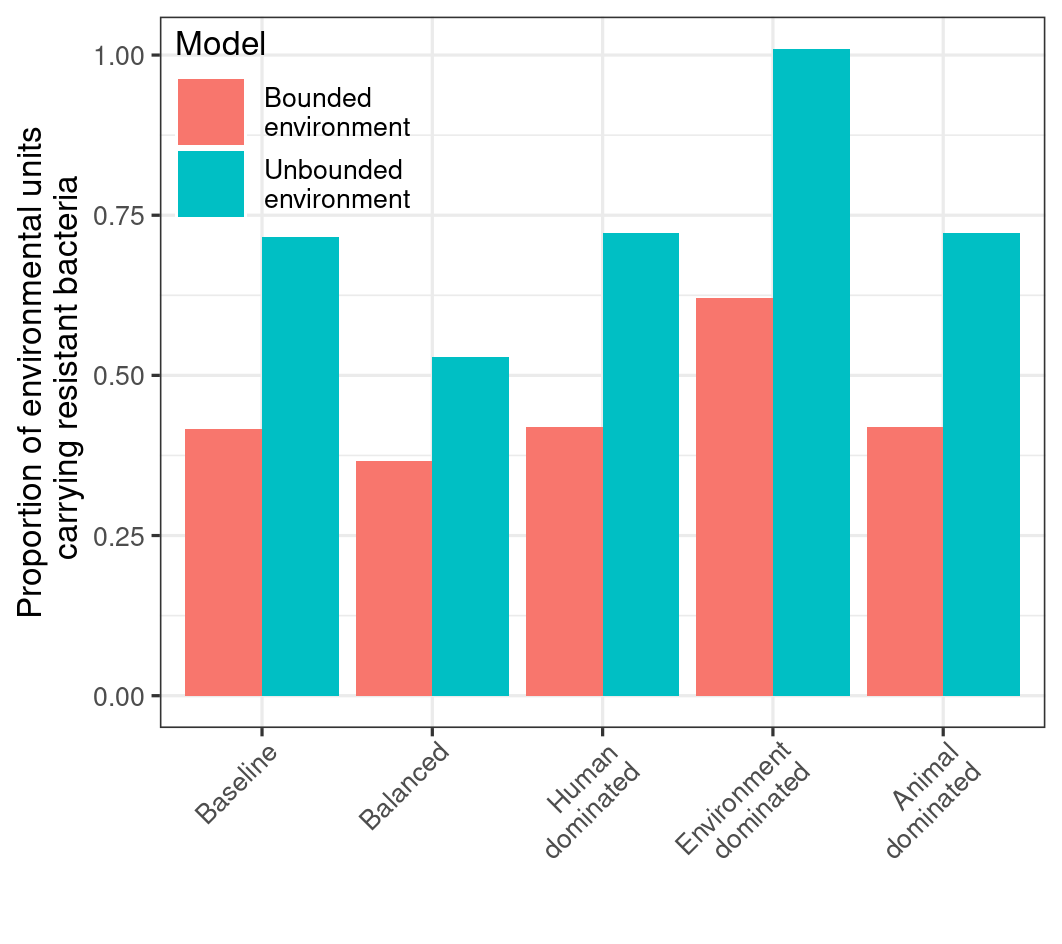 Proportion of environmental units
carrying resistant bacteria
1.00
0.75
0.50
0.25
0.00
Model
Bounded
environment
Unbounded
environment
Baseline
Balanced
Human
dominated
Environment
dominated
Animal
dominated